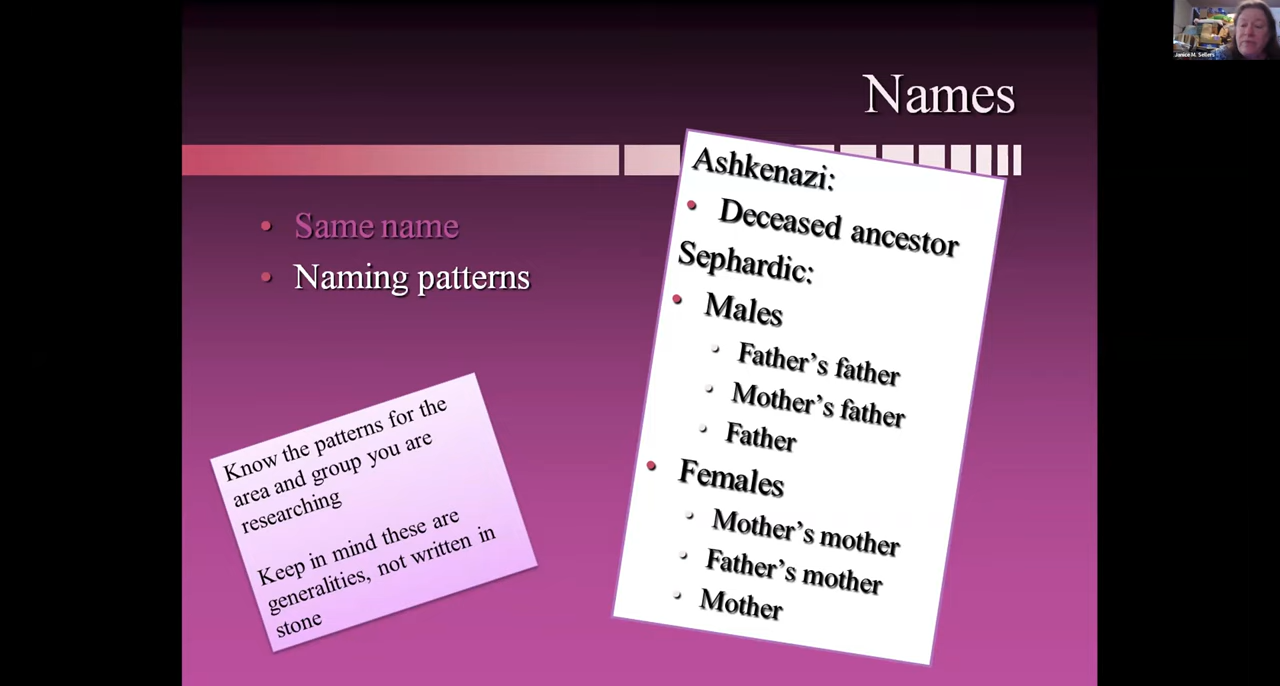 Names
Same name
Naming patterns
Know the patterns for the
area and group you are
researching
Keep in mind these are
generalities, not written in
stone
Ashkenazi:
Deceased ancestor
Sephardic:
Males
Father's father
Mother's father
Father
Females
Mother's mother
Father's mother
Mother
Janice M. Sellers